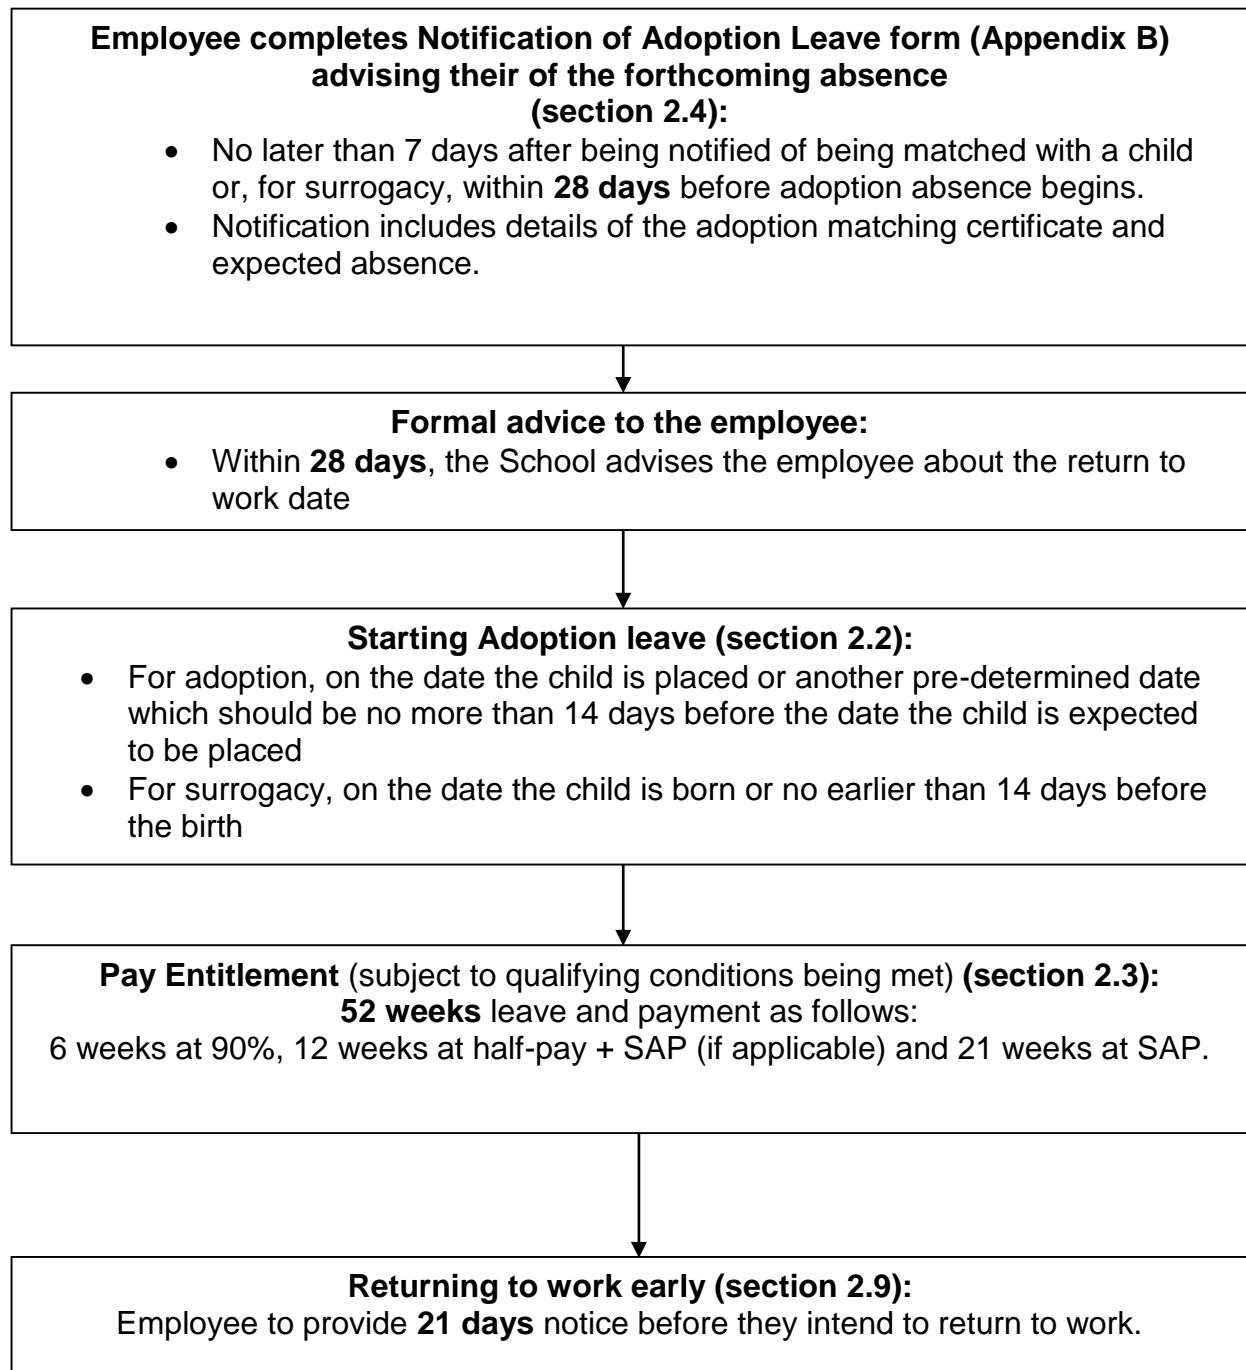 Employee completes Notification of Adoption Leave form (Appendix B)
advising their of the forthcoming absence
(section 2.4):
• No later than 7 days after being notified of being matched with a child
or, for surrogacy, within 28 days before adoption absence begins.
• Notification includes details of the adoption matching certificate and
expected absence.
Formal advice to the employee:
• Within 28 days, the School advises the employee about the return to
work date
Starting Adoption leave (section 2.2):
• For adoption, on the date the child is placed or another pre-determined date
which should be no more than 14 days before the date the child is expected
to be placed
• For surrogacy, on the date the child is born or no earlier than 14 days before
the birth
Pay Entitlement (subject to qualifying conditions being met) (section 2.3):
52 weeks leave and payment as follows:
6 weeks at 90%, 12 weeks at half-pay + SAP (if applicable) and 21 weeks at SAP.
Returning to work early (section 2.9):
Employee to provide 21 days notice before they intend to return to work.